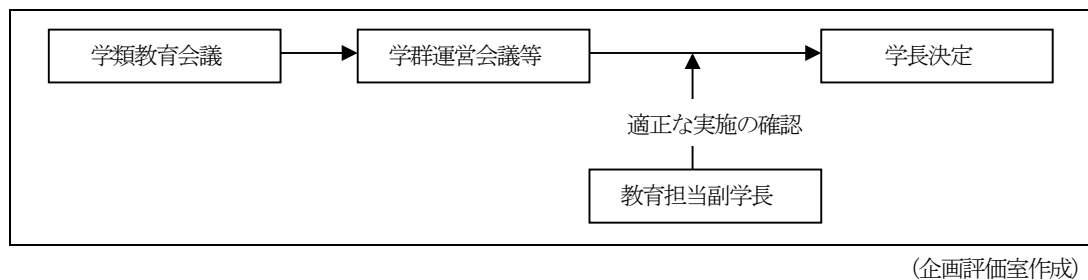 学類教育会議
学群運営会議等
学長決定
適正な実施の確認
教育担当副学長
（企画評価室作成）